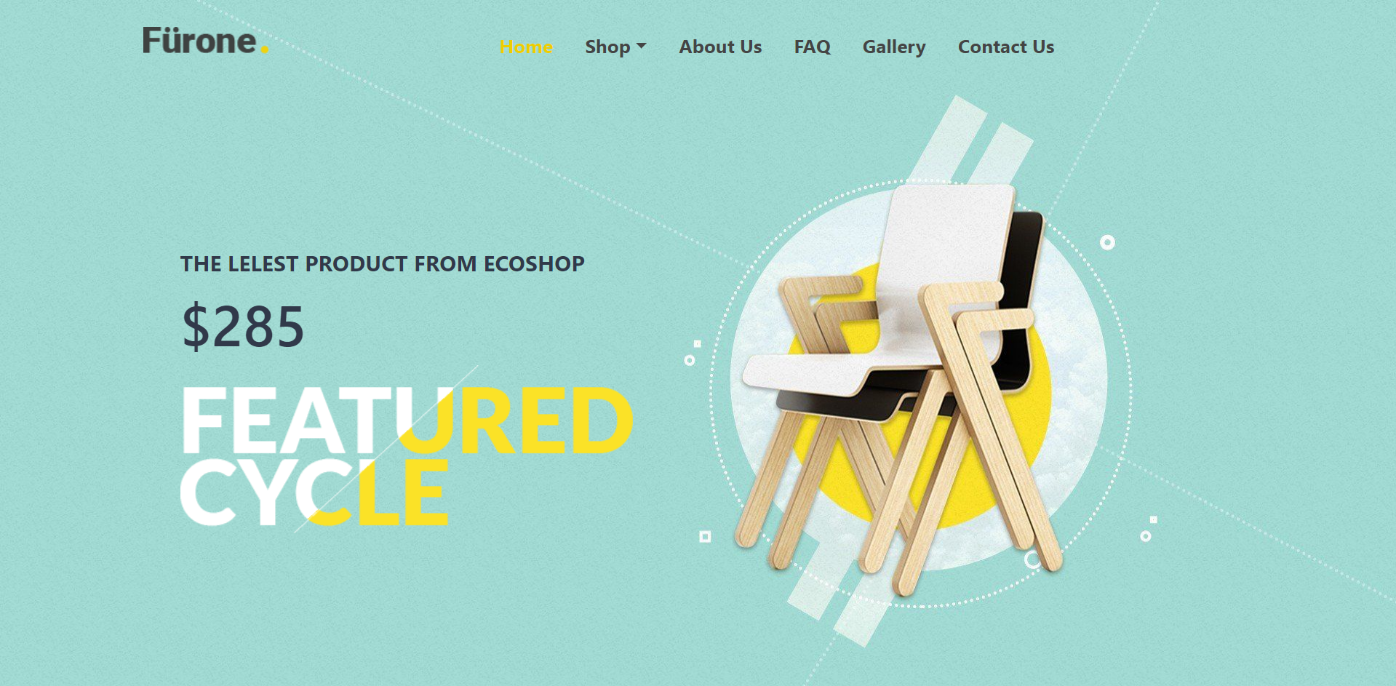 Fürone.
Home Shop About Us FAQ Gallery Contact Us
THE LELEST PRODUCT FROM ECOSHOP
$285
FEATURED
CYCLE